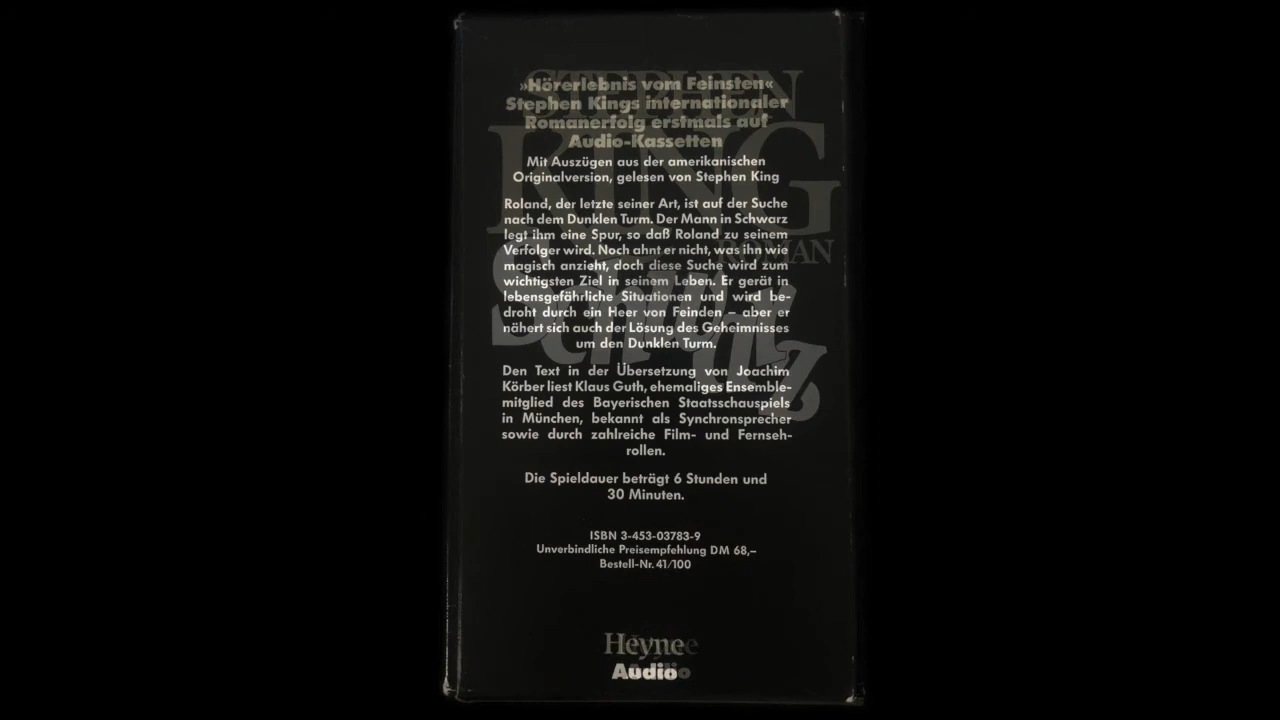 »Hörerlebnis vom Feinsten«
Stephen Kings internationaler
Romanerfolg erstmals auf
Audio-Kassetten
Mit Auszügen aus der amerikanischen
Originalversion, gelesen von Stephen King
Roland, der letzte seiner Art, ist auf der Suche
nach dem Dunklen Turm. Der Mann in Schwarz
legt ihm eine Spur, so daß Roland zu seinem
Verfolger wird. Noch ahnt er nicht, was ihn wie
magisch anzieht, doch diese Suche wird zum
wichtigsten Ziel in seinem Leben. Er gerät in
lebensgefährliche Situationen und wird be-
droht durch ein Heer von Feinden – aber er
nähert sich auch der Lösung des Geheimnisses
um den Dunklen Turm.
Den Text in der Übersetzung von Joachim
Körber liest Klaus Guth, ehemaliges Ensemble-
mitglied des Bayerischen Staatsschauspiels
in München, bekannt als Synchronsprecher
sowie durch zahlreiche Film- und Fernseh-
rollen.
Die Spieldauer beträgt 6 Stunden und
30 Minuten.
ISBN 3-453-03783-9
Unverbindliche Preisempfehlung DM 68,–
Bestell-Nr. 41/100
Heyne
Audio
STEPHEN
KING
ROMAN
Schwarz